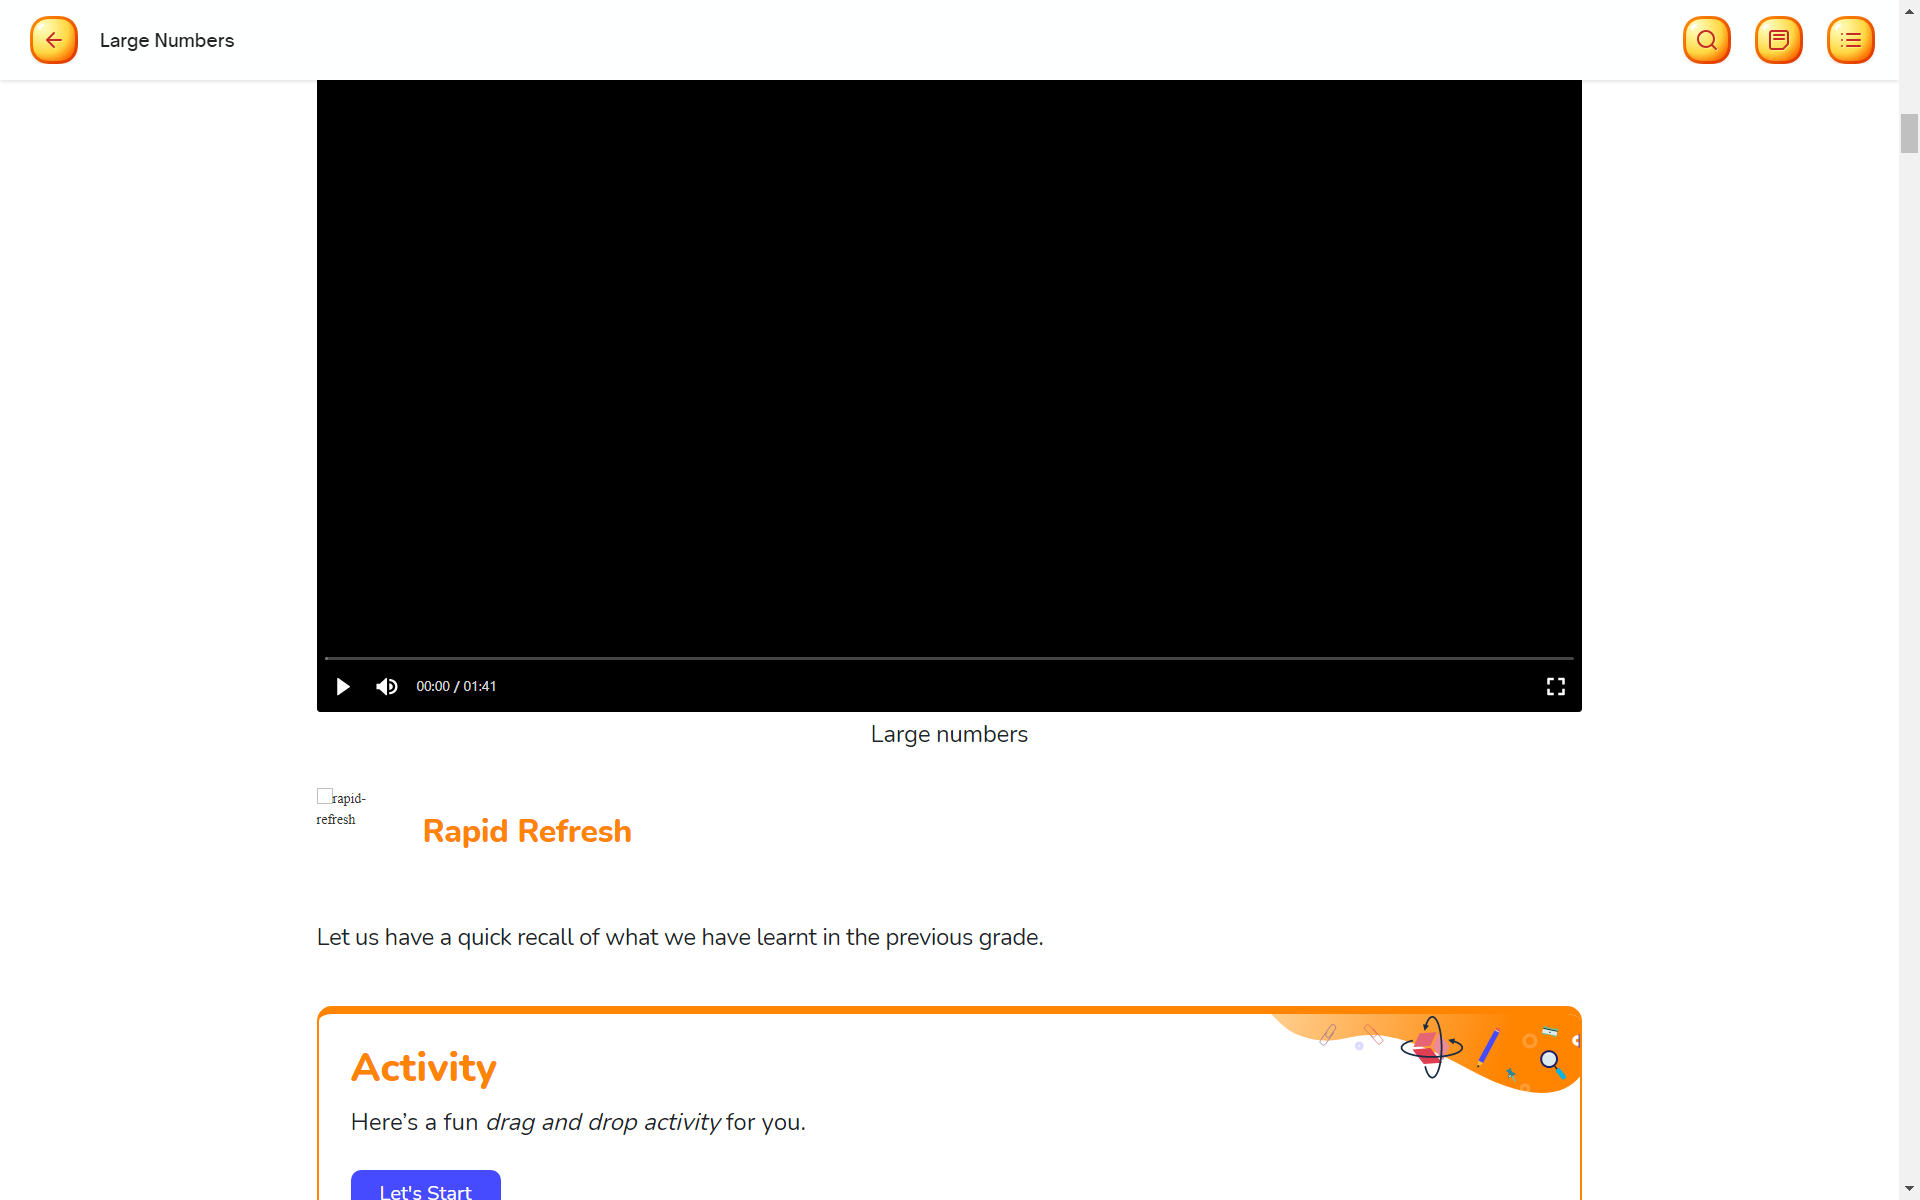 Large Numbers
00:00 / 01:41
Large numbers
rapid-
refresh
Rapid Refresh
Let us have a quick recall of what we have learnt in the previous grade.
Activity
Here’s a fun drag and drop activity for you.
Let's Start